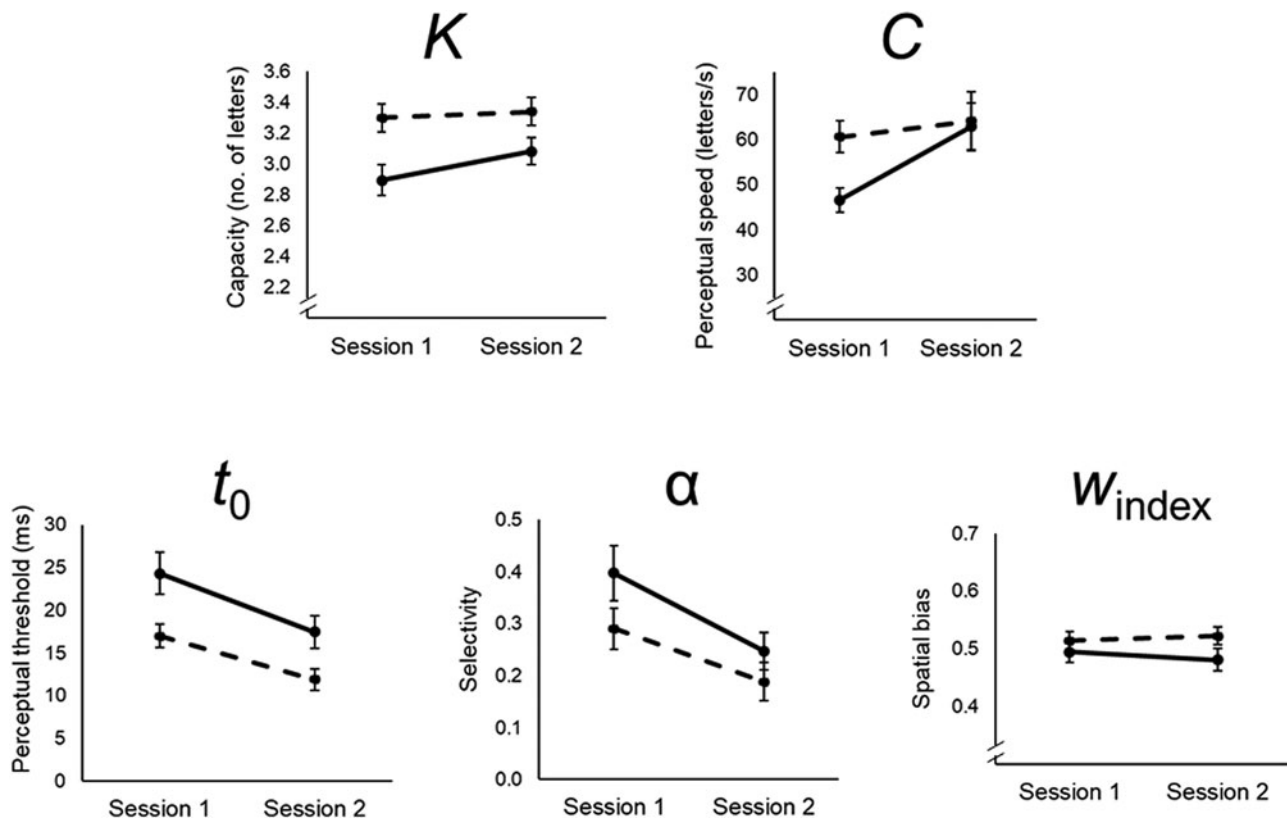 K
Capacity (no. of letters)
3.6
3.4
3.2
3.0
2.8
2.6
2.4
2.2
Session 1 Session 2
C
Perceptual speed (letters/s)
70
60
50
40
30
Session 1 Session 2
t0
Perceptual threshold (ms)
30
25
20
15
10
5
0
Session 1 Session 2
α
Selectivity
0.5
0.4
0.3
0.2
0.1
0.0
Session 1 Session 2
windex
Spatial bias
0.7
0.6
0.5
0.4
Session 1 Session 2